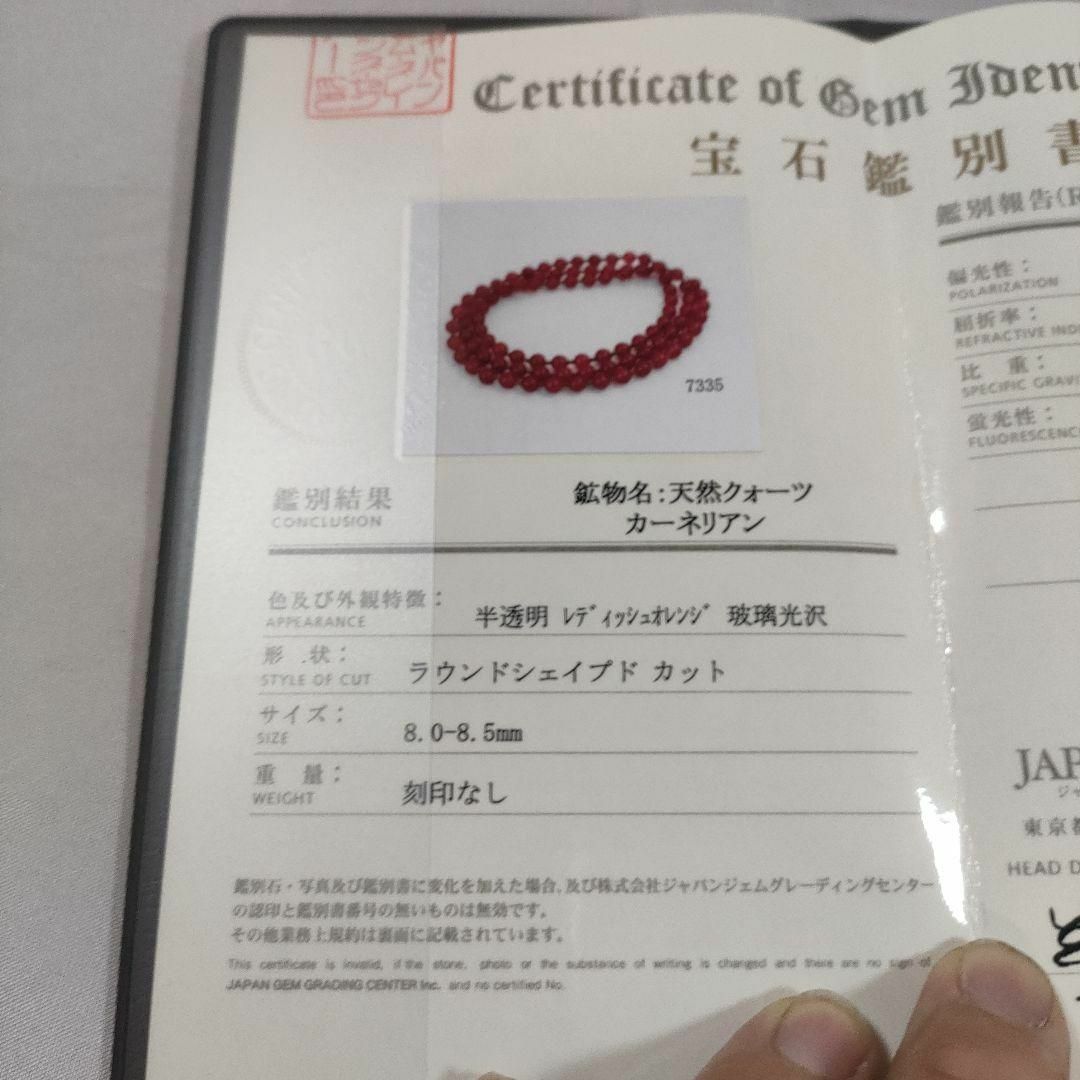 Certificate of Gem
宝石鑑別書
7335
鑑別結果
CONCLUSION
鉱物名:天然クォーツ
カーネリアン
色及び外観特徴:
APPEARANCE
半透明 ﾚﾃﾞｨｯｼｭｵﾚﾝｼﾞ 玻璃光沢
形 状:
STYLE OF CUT
ラウンドシェイプド カット
サイズ:
SIZE
8.0-8.5mm
重 量:
WEIGHT
刻印なし
鑑別石・写真及び鑑別書に変化を加えた場合,及び株式会社ジャパンジェムグレーディングセンター
の認印と鑑別書番号の無いものは無効です。
その他業務上規約は裏面に記載されています。
This certificate is invalid, if the stone, photo or the substance of writing is changed and there are no sign of
JAPAN GEM GRADING CENTER Inc. and no certified No.
鑑別報告
偏光性:
POLARIZATION
屈折率:
REFRACTIVE
比 重:
SPECIFIC
蛍光性:
FLUORESCENC
JAP
東京都
HEAD